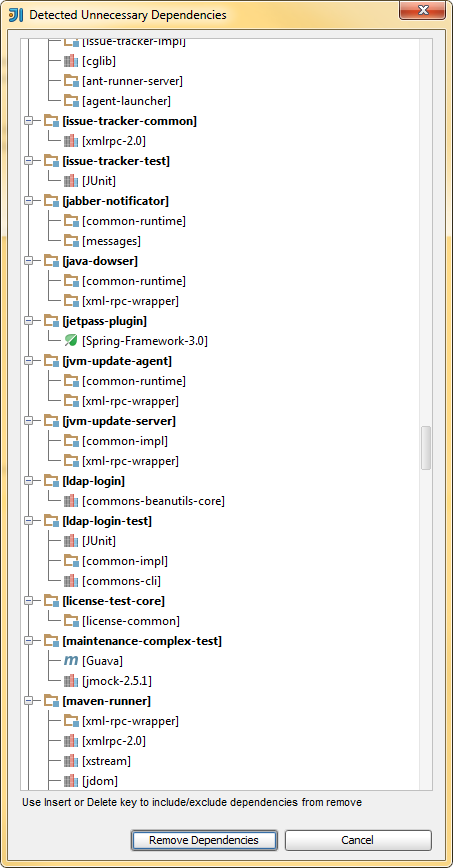 Detected Unnecessary Dependencies
[issue-tracker-impl]
[cglib]
[ant-runner-server]
[agent-launcher]
[issue-tracker-common]
[xmlrpc-2.0]
[issue-tracker-test]
[JUnit]
[jabber-notificator]
[common-runtime]
[messages]
[java-dowser]
[common-runtime]
[xml-rpc-wrapper]
[jetpass-plugin]
[Spring-Framework-3.0]
[jvm-update-agent]
[common-runtime]
[xml-rpc-wrapper]
[jvm-update-server]
[common-impl]
[xml-rpc-wrapper]
[ldap-login]
[commons-beanutils-core]
[ldap-login-test]
[JUnit]
[common-impl]
[commons-cli]
[license-test-core]
[license-common]
[maintenance-complex-test]
[Guava]
[jmock-2.5.1]
[maven-runner]
[xml-rpc-wrapper]
[xmlrpc-2.0]
[xstream]
[jdom]
Use Insert or Delete key to include/exclude dependencies from remove
Remove Dependencies
Cancel